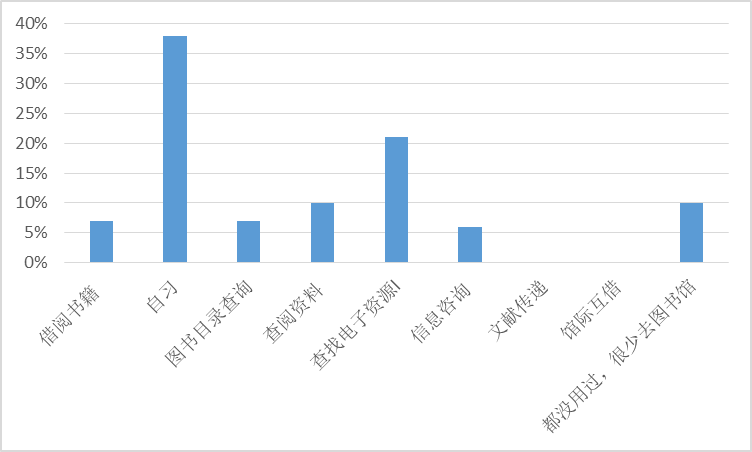 40%
35%
30%
25%
20%
15%
10%
5%
0%
借阅书籍
自习
图书目录查询
查阅资料
查找电子资源l
信息咨询
文献传递
馆际互借
都没用过，很少去图书馆